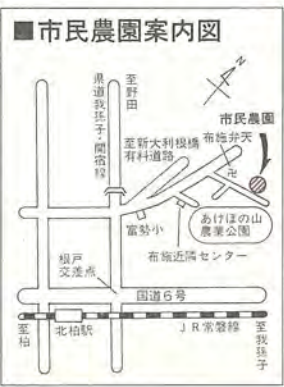 ■市民農園案内図
N
至野田
県道我孫子・関宿線
至新大利根橋
有料道路
市民農園
布施弁天
卍
あけぼの山
農業公園
富勢小
布施近隣センター
根戸
交差点
国道6号
至柏
北柏駅
JR常磐線
至我孫子